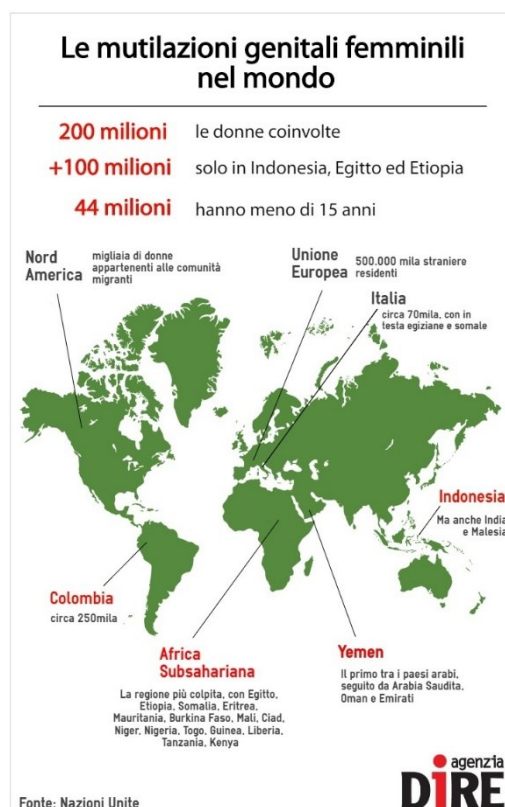 Le mutilazioni genitali femminili
nel mondo
200 milioni le donne coinvolte
+100 milioni solo in Indonesia, Egitto ed Etiopia
44 milioni hanno meno di 15 anni
Nord
America
migliaia di donne
appartenenti alle comunità
migranti
Unione
Europea
500.000 mila straniere
residenti
Italia
circa 70mila, con in
testa egiziane e somale
Indonesia
Ma anche India
e Malesia
Colombia
circa 250mila
Africa
Subsahariana
La regione più colpita, con Egitto,
Etiopia, Somalia, Eritrea,
Mauritania, Burkina Faso, Mali, Ciad,
Niger, Nigeria, Togo, Guinea, Liberia,
Tanzania, Kenya
Yemen
Il primo tra i paesi arabi,
seguito da Arabia Saudita,
Oman e Emirati
Fonte: Nazioni Unite
agenzia
DiRE